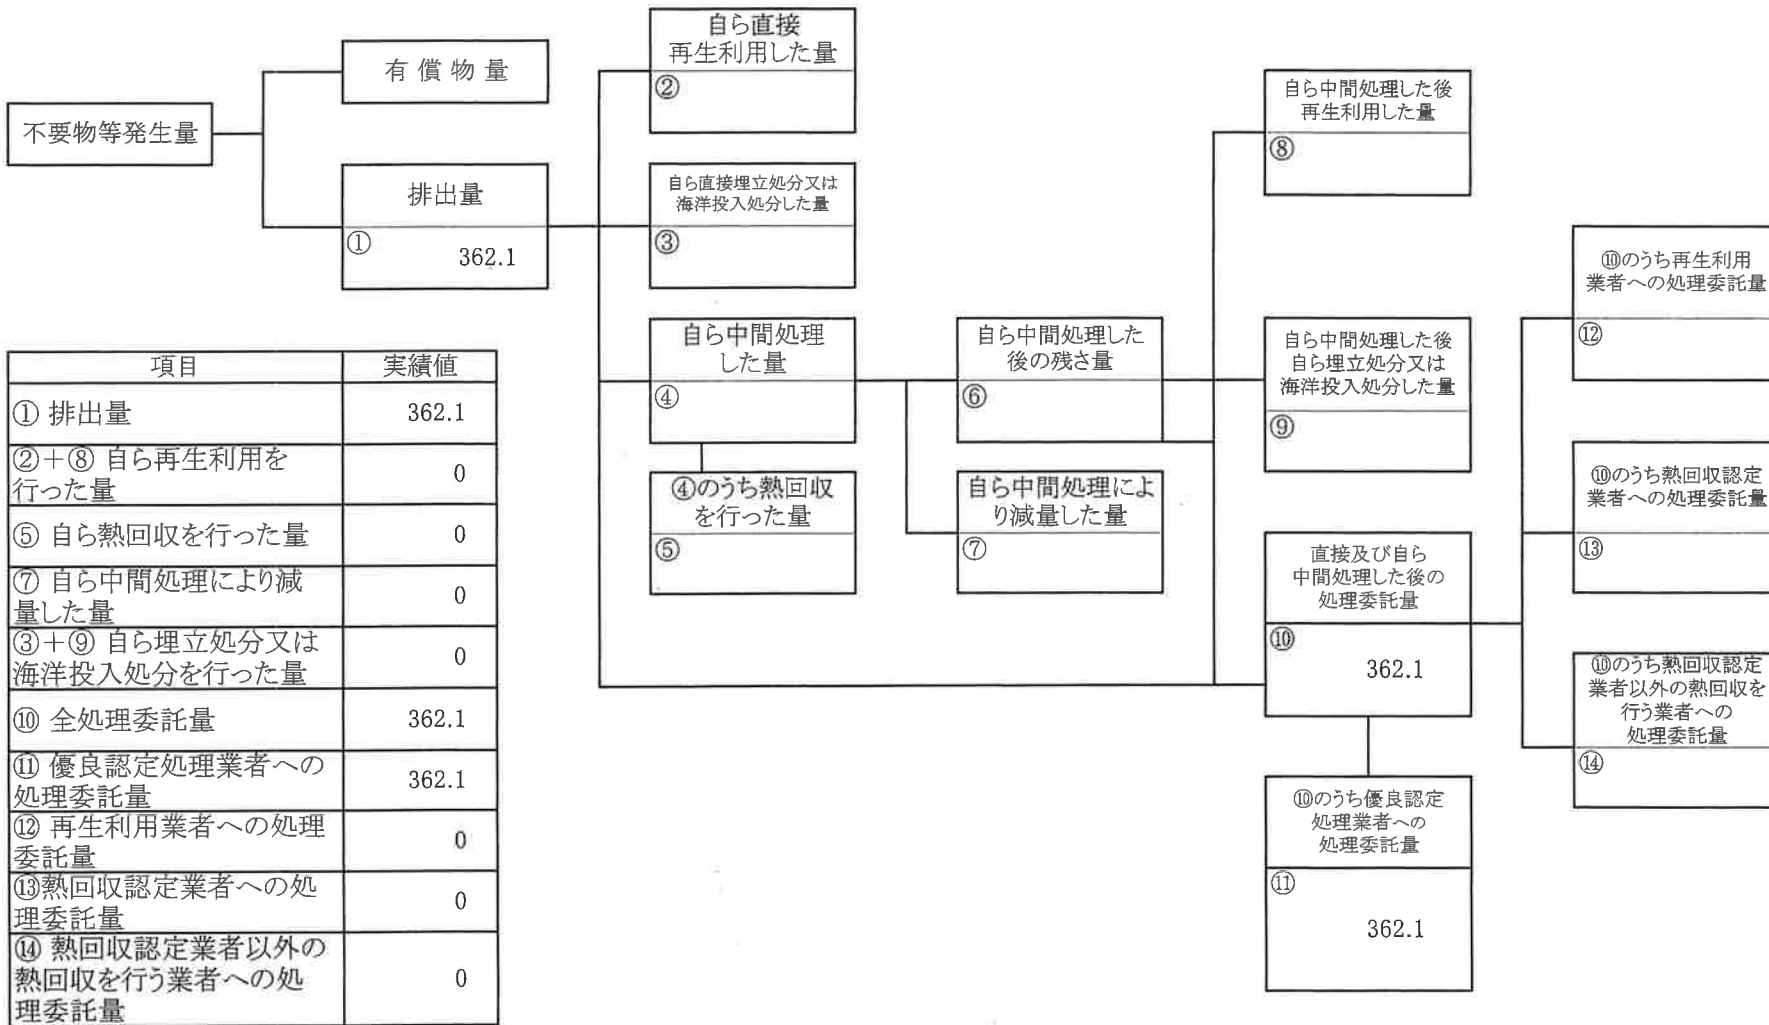 不要物等発生量
有償物量
排出量
①
362.1
自ら直接
再生利用した量
②
自ら直接埋立処分又は
海洋投入処分した量
③
自ら中間処理
した量
④
④のうち熱回収
を行った量
⑤
自ら中間処理した
後の残さ量
⑥
自ら中間処理によ
り減量した量
⑦
自ら中間処理した後
再生利用した量
⑧
自ら中間処理した後
自ら埋立処分又は
海洋投入処分した量
⑨
直接及び自ら
中間処理した後の
処理委託量
⑩
362.1
⑩のうち優良認定
処理業者への
処理委託量
⑪
362.1
⑩のうち再生利用
業者への処理委託量
⑫
⑩のうち熱回収認定
業者への処理委託量
⑬
⑩のうち熱回収認定
業者以外の熱回収を
行う業者への
処理委託量
⑭
項目 実績値
① 排出量 362.1
②+⑧ 自ら再生利用を
行った量 0
⑤ 自ら熱回収を行った量 0
⑦ 自ら中間処理により減
量した量 0
③+⑨ 自ら埋立処分又は
海洋投入処分を行った量 0
⑩ 全処理委託量 362.1
⑪ 優良認定処理業者への
処理委託量 362.1
⑫ 再生利用業者への処理
委託量 0
⑬熱回収認定業者への処
理委託量 0
⑭ 熱回収認定業者以外の
熱回収を行う業者への処
理委託量 0